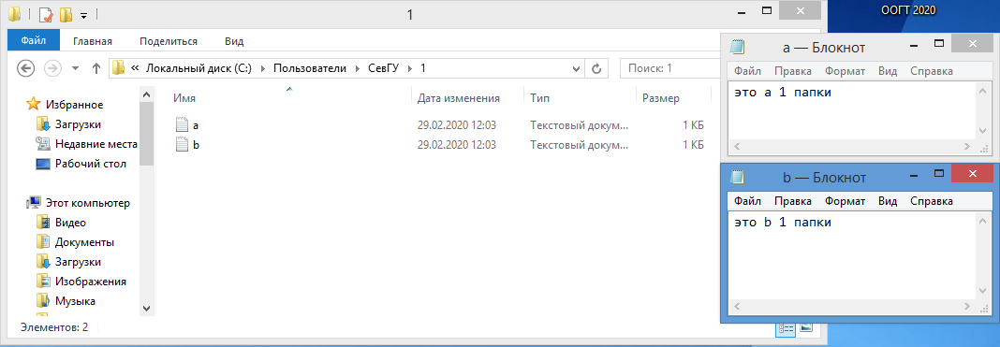 1
ООГТ 2020
Файл Главная Поделиться Вид
« Локальный диск (C:) Пользователи СевГУ 1
Поиск: 1
Имя Дата изменения Тип Размер
a 29.02.2020 12:03 Текстовый докум... 1 КБ
b 29.02.2020 12:03 Текстовый докум... 1 КБ
Избранное
Загрузки
Недавние места
Рабочий стол
Этот компьютер
Видео
Документы
Загрузки
Изображения
Музыка
Элементов: 2
a — Блокнот
Файл Правка Формат Вид Справка
это a 1 папки
b — Блокнот
Файл Правка Формат Вид Справка
это b 1 папки